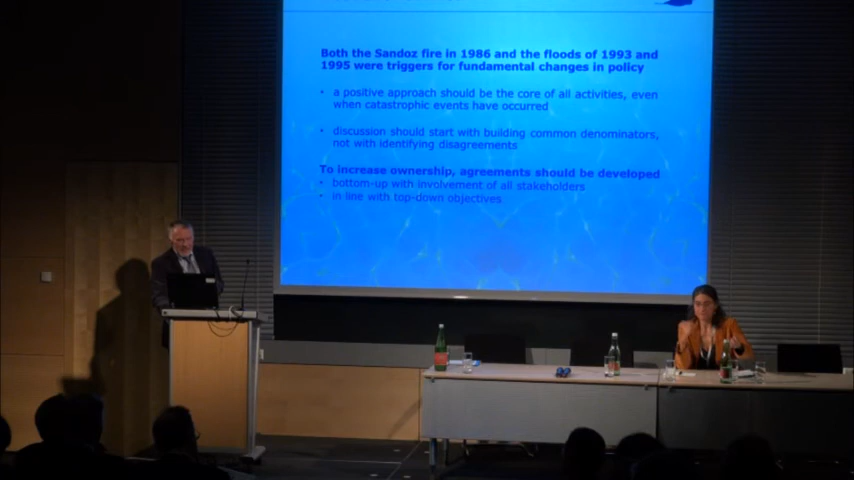 Both the Sandoz fire in 1986 and the floods of 1993 and
1995 were triggers for fundamental changes in policy
• a positive approach should be the core of all activities, even
when catastrophic events have occurred
• discussion should start with building common denominators,
not with identifying disagreements
To increase ownership, agreements should be developed
• bottom-up with involvement of all stakeholders
• in line with top-down objectives